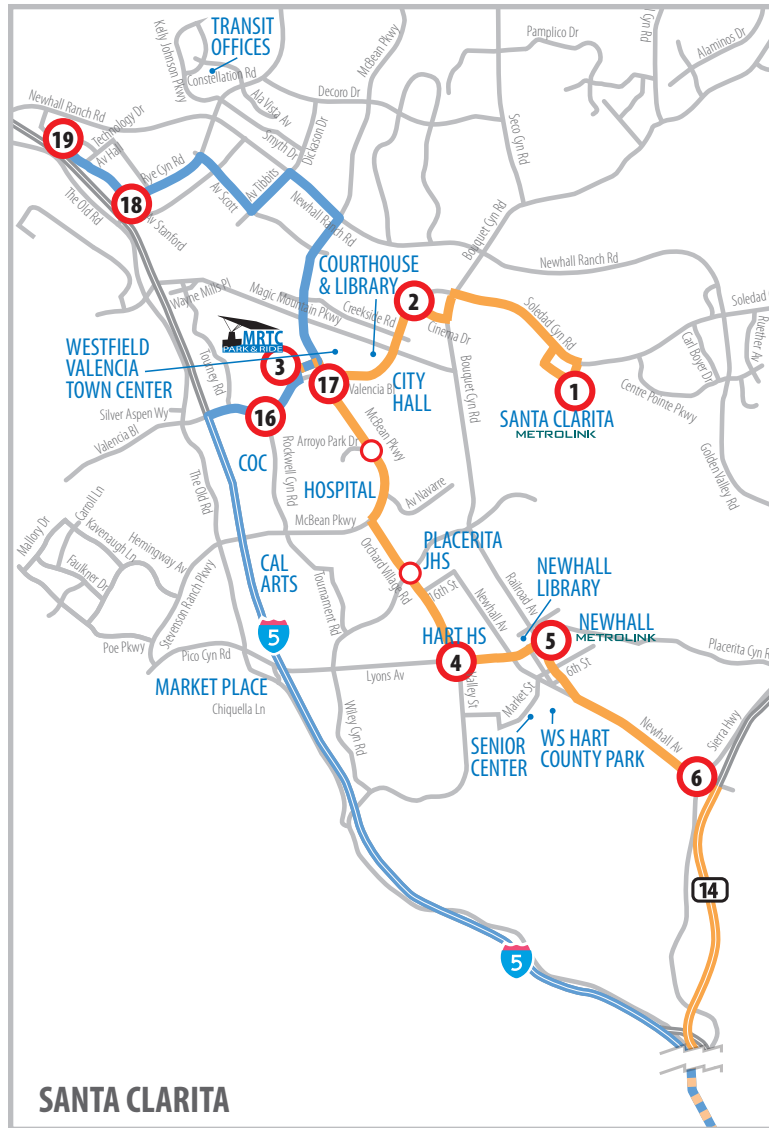 TRANSIT
OFFICES
Kelly Johnson Pkwy
Constellation Rd
Ala Vista Av
Decoro Dr
McBean Pkwy
Pamplico Dr
l Cyn Rd
Alaminos Dr
Seco Cyn Rd
Newhall Ranch Rd
Technology Dr
Av Hall
Smyth Dr
Dickason Dr
19
Rye Cyn Rd
Av Tibbits
18
Av Scott
The Old Rd
Av Stanford
Newhall Ranch Rd
Bouquet Cyn Rd
Newhall Ranch Rd
COURTHOUSE
& LIBRARY
Wayne Mills Pl
Magic Mountain Pkwy
Creekside Rd
2
Cinema Dr
Soledad Cyn Rd
Soledad C
Ruether Av
MRTC
PARK & RIDE
WESTFIELD
VALENCIA
TOWN CENTER
3
17
Valencia Bl
CITY
HALL
Bouquet Cyn Rd
1
Carl Boyer Dr
Centre Pointe Pkwy
SANTA CLARITA
METROLINK
Tourney Rd
Silver Aspen Wy
16
Valencia Bl
COC
Arroyo Park Dr
McBean Pkwy
Rockwell Cyn Rd
Golden Valley Rd
HOSPITAL
Av Navarre
The Old Rd
McBean Pkwy
Mallory Dr
Carroll Ln
Kavenaugh Ln
Hemingway Av
Faulkner Dr
CAL
ARTS
Orchard Village Rd
PLACERITA
JHS
16th St
NEWHALL
LIBRARY
Railroad Av
Newhall Av
Tournament Rd
Stevenson Ranch Pkwy
Poe Pkwy
5
Pico Cyn Rd
HART HS
4
5
NEWHALL
METROLINK
Placerita Cyn R
6th St
MARKET PLACE
Chiquella Ln
Lyons Av
Valley St
Market St
Wiley Cyn Rd
SENIOR
CENTER
WS HART
COUNTY PARK
Newhall Av
Sierra Hwy
6
14
5
SANTA CLARITA